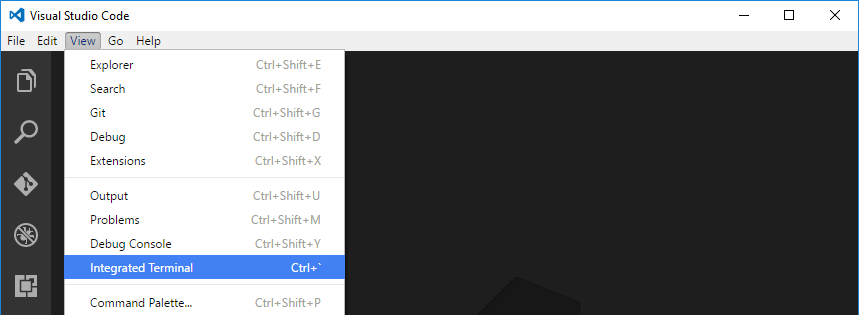 Visual Studio Code
File Edit View Go Help
Explorer Ctrl+Shift+E
Search Ctrl+Shift+F
Git Ctrl+Shift+G
Debug Ctrl+Shift+D
Extensions Ctrl+Shift+X
Output Ctrl+Shift+U
Problems Ctrl+Shift+M
Debug Console Ctrl+Shift+Y
Integrated Terminal Ctrl+`
Command Palette... Ctrl+Shift+P